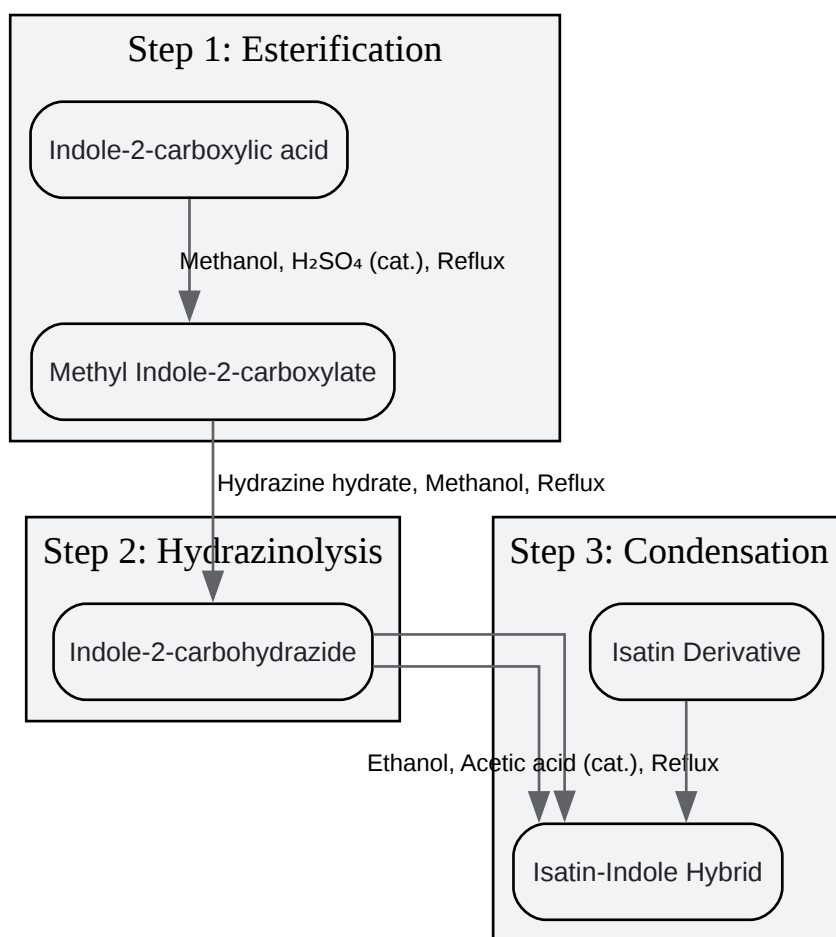 Step 1: Esterification
Indole-2-carboxylic acid
Methanol, H₂SO₄ (cat.), Reflux
Methyl Indole-2-carboxylate
Hydrazine hydrate, Methanol, Reflux
Step 2: Hydrazinolysis
Indole-2-carbohydrazide
Step 3: Condensation
Isatin Derivative
Ethanol, Acetic acid (cat.), Reflux
Isatin-Indole Hybrid